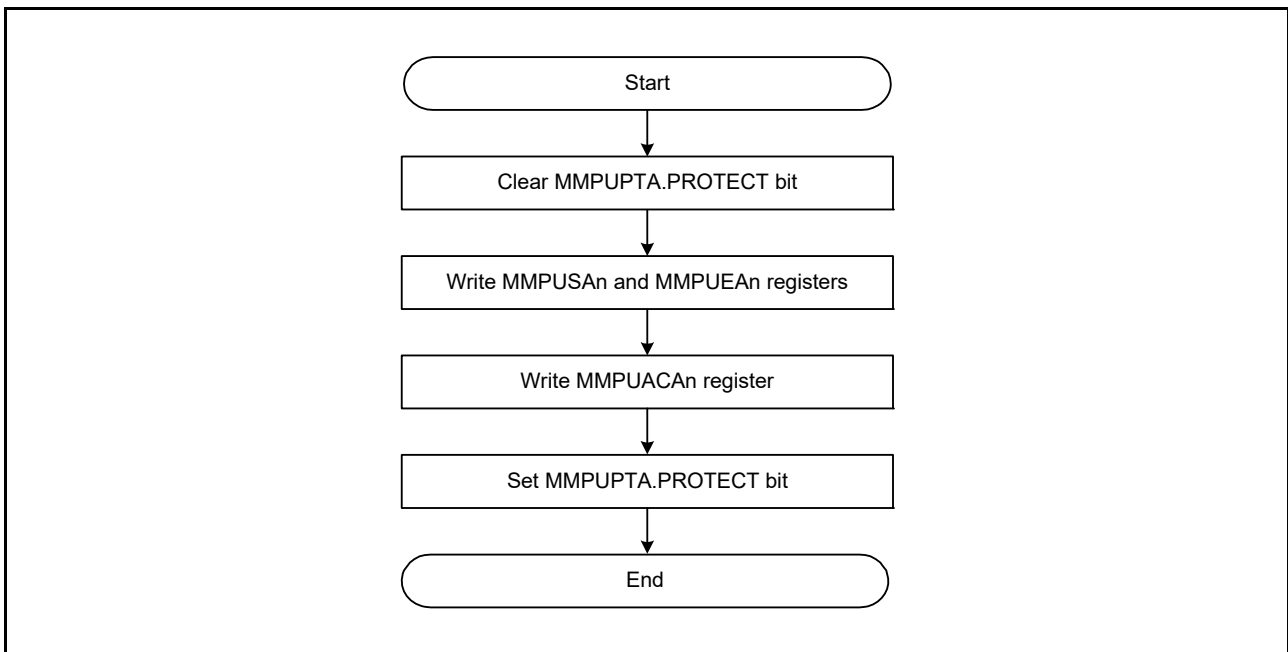 Start
Clear MMPUPTA.PROTECT bit
Write MMPUSAn and MMPUEAn registers
Write MMPUACAn register
Set MMPUPTA.PROTECT bit
End